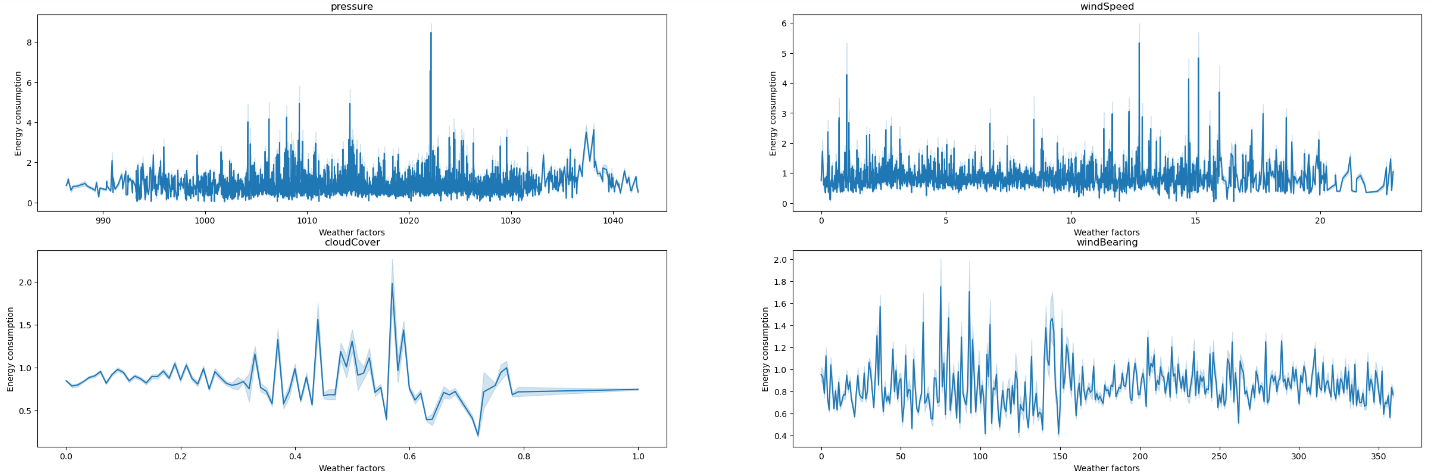 pressure
Energy consumption
8
6
4
2
0
990 1000 1010 1020 1030 1040
Weather factors
windSpeed
Energy consumption
6
5
4
3
2
1
0
0 5 10 15 20
Weather factors
cloudCover
Energy consumption
2.0
1.5
1.0
0.5
0.0 0.2 0.4 0.6 0.8 1.0
Weather factors
windBearing
Energy consumption
2.0
1.8
1.6
1.4
1.2
1.0
0.8
0.6
0.4
0 50 100 150 200 250 300 350
Weather factors